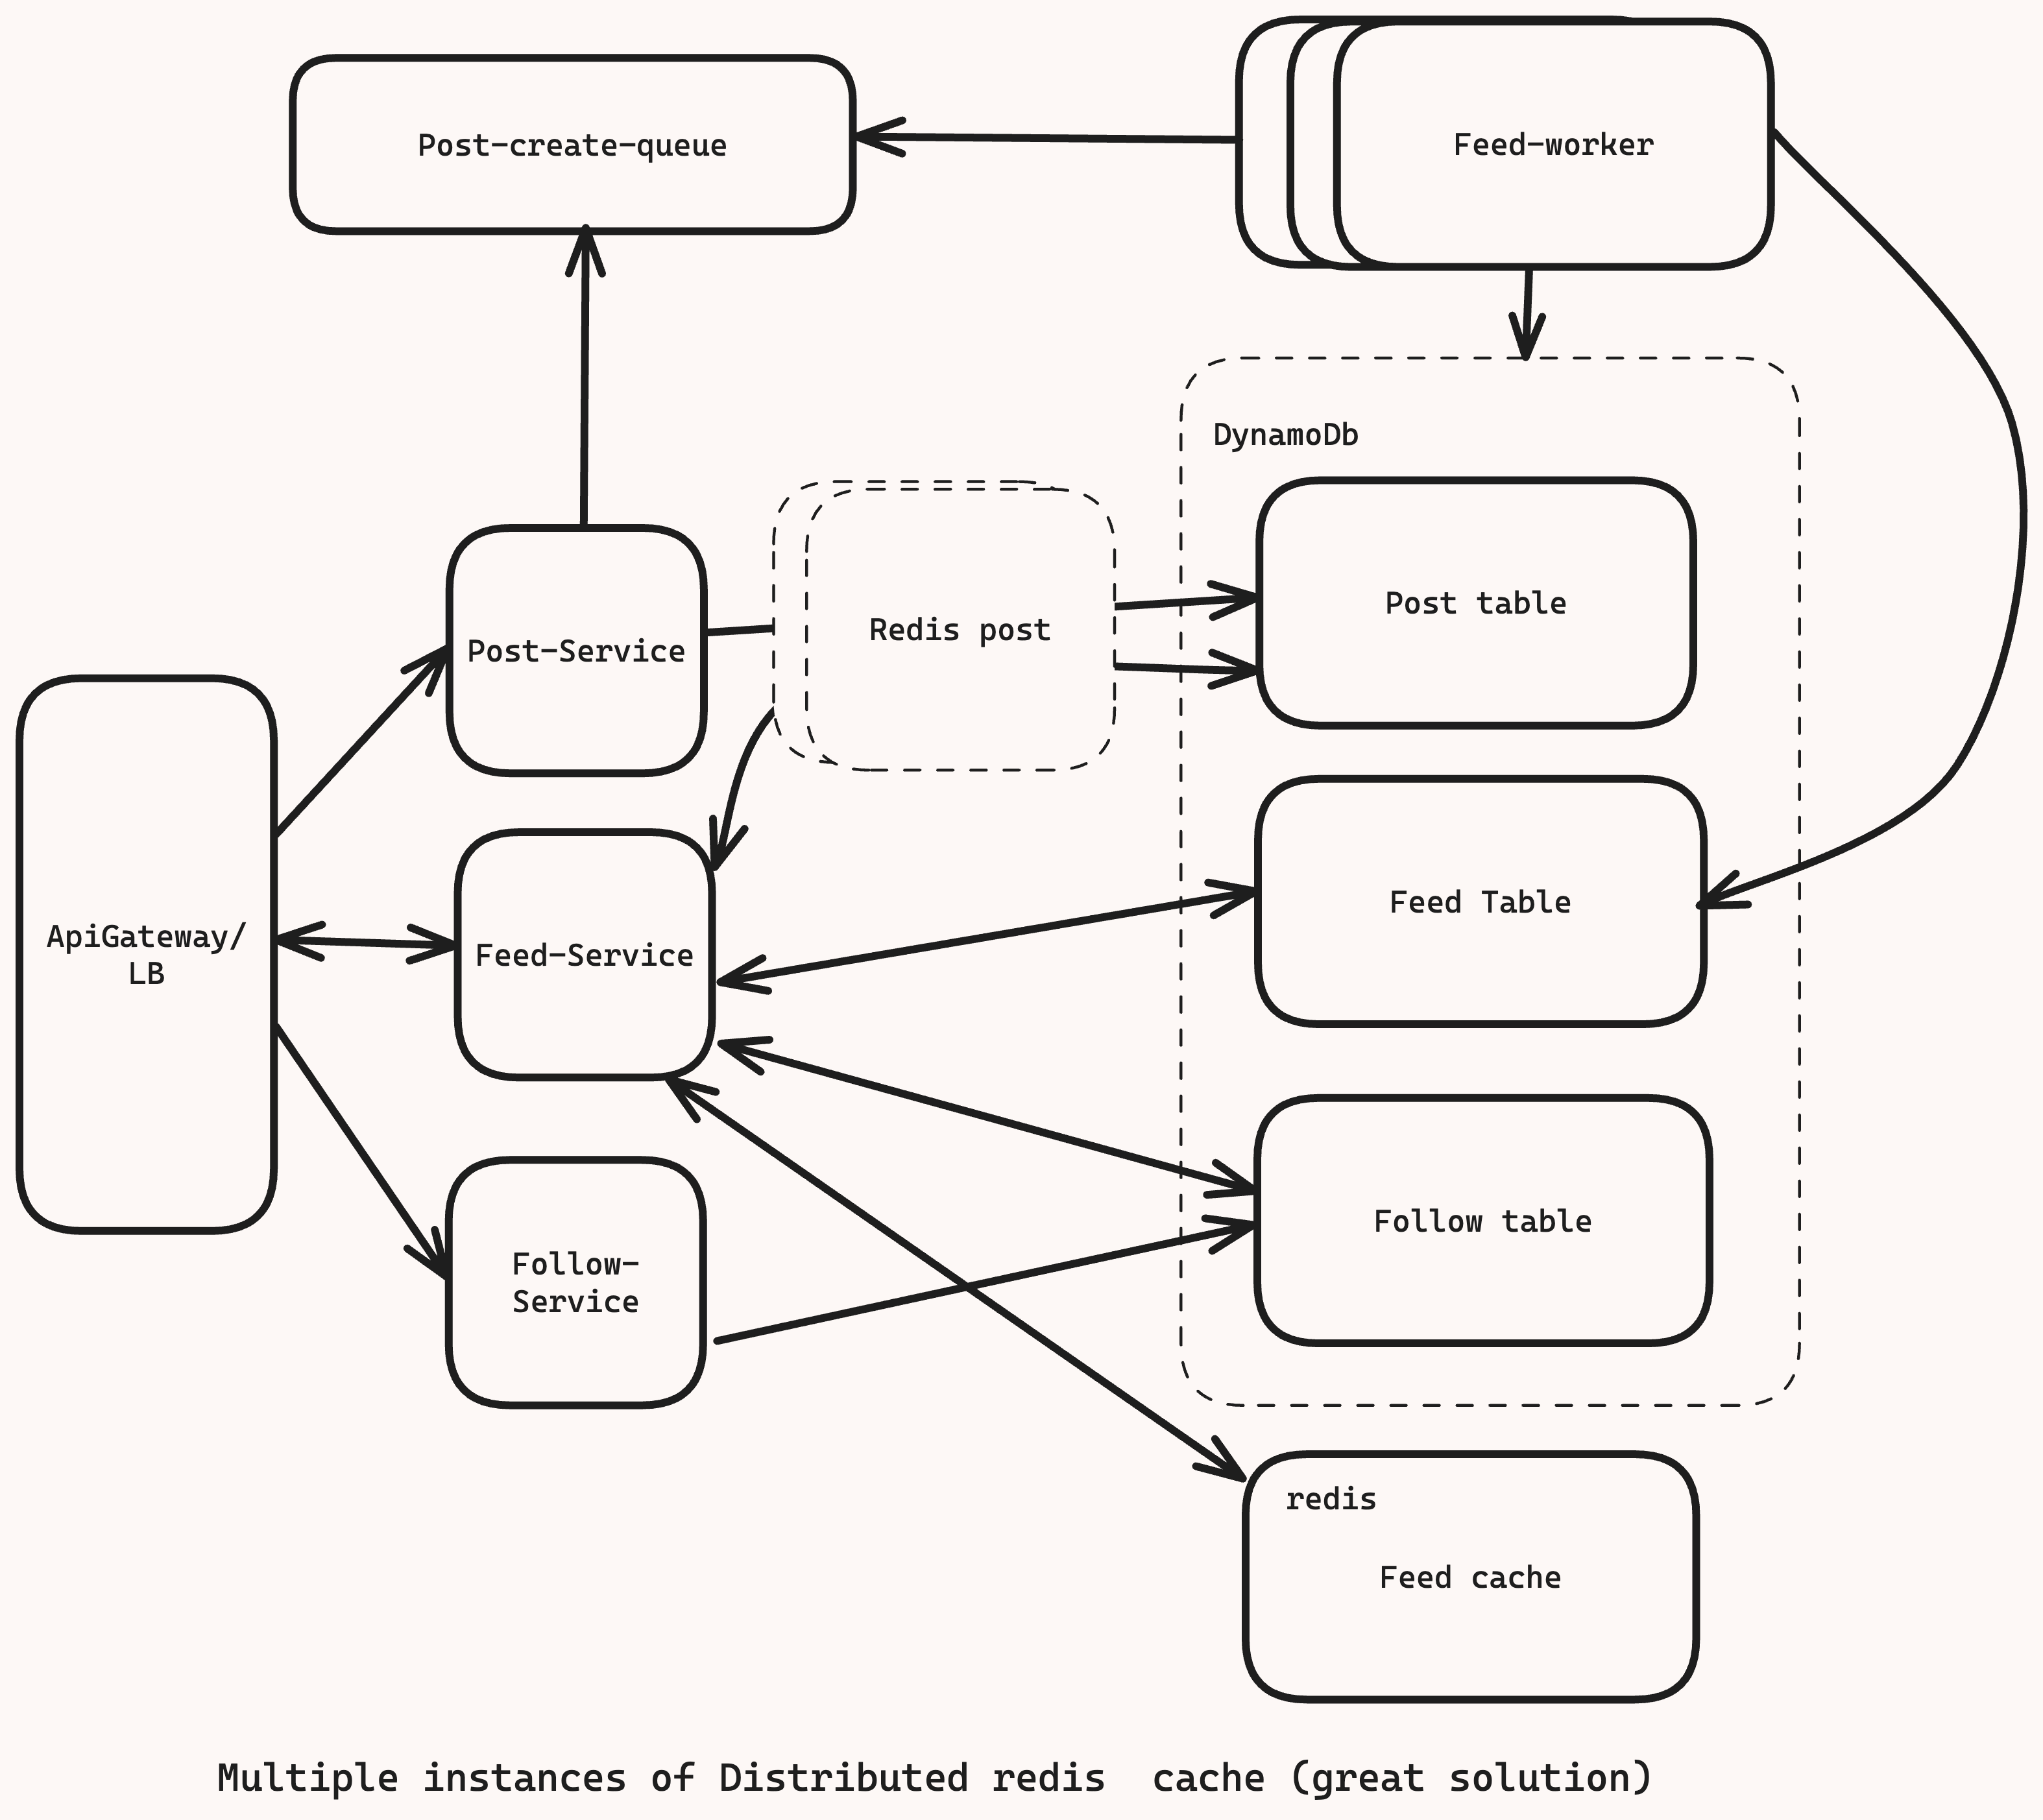 Post-create-queue
Feed-worker
DynamoDb
Post table
Redis post
Post-Service
ApiGateway/
LB
Feed-Service
Feed Table
Follow-
Service
Follow table
redis
Feed cache
Multiple instances of Distributed redis  cache (great solution)